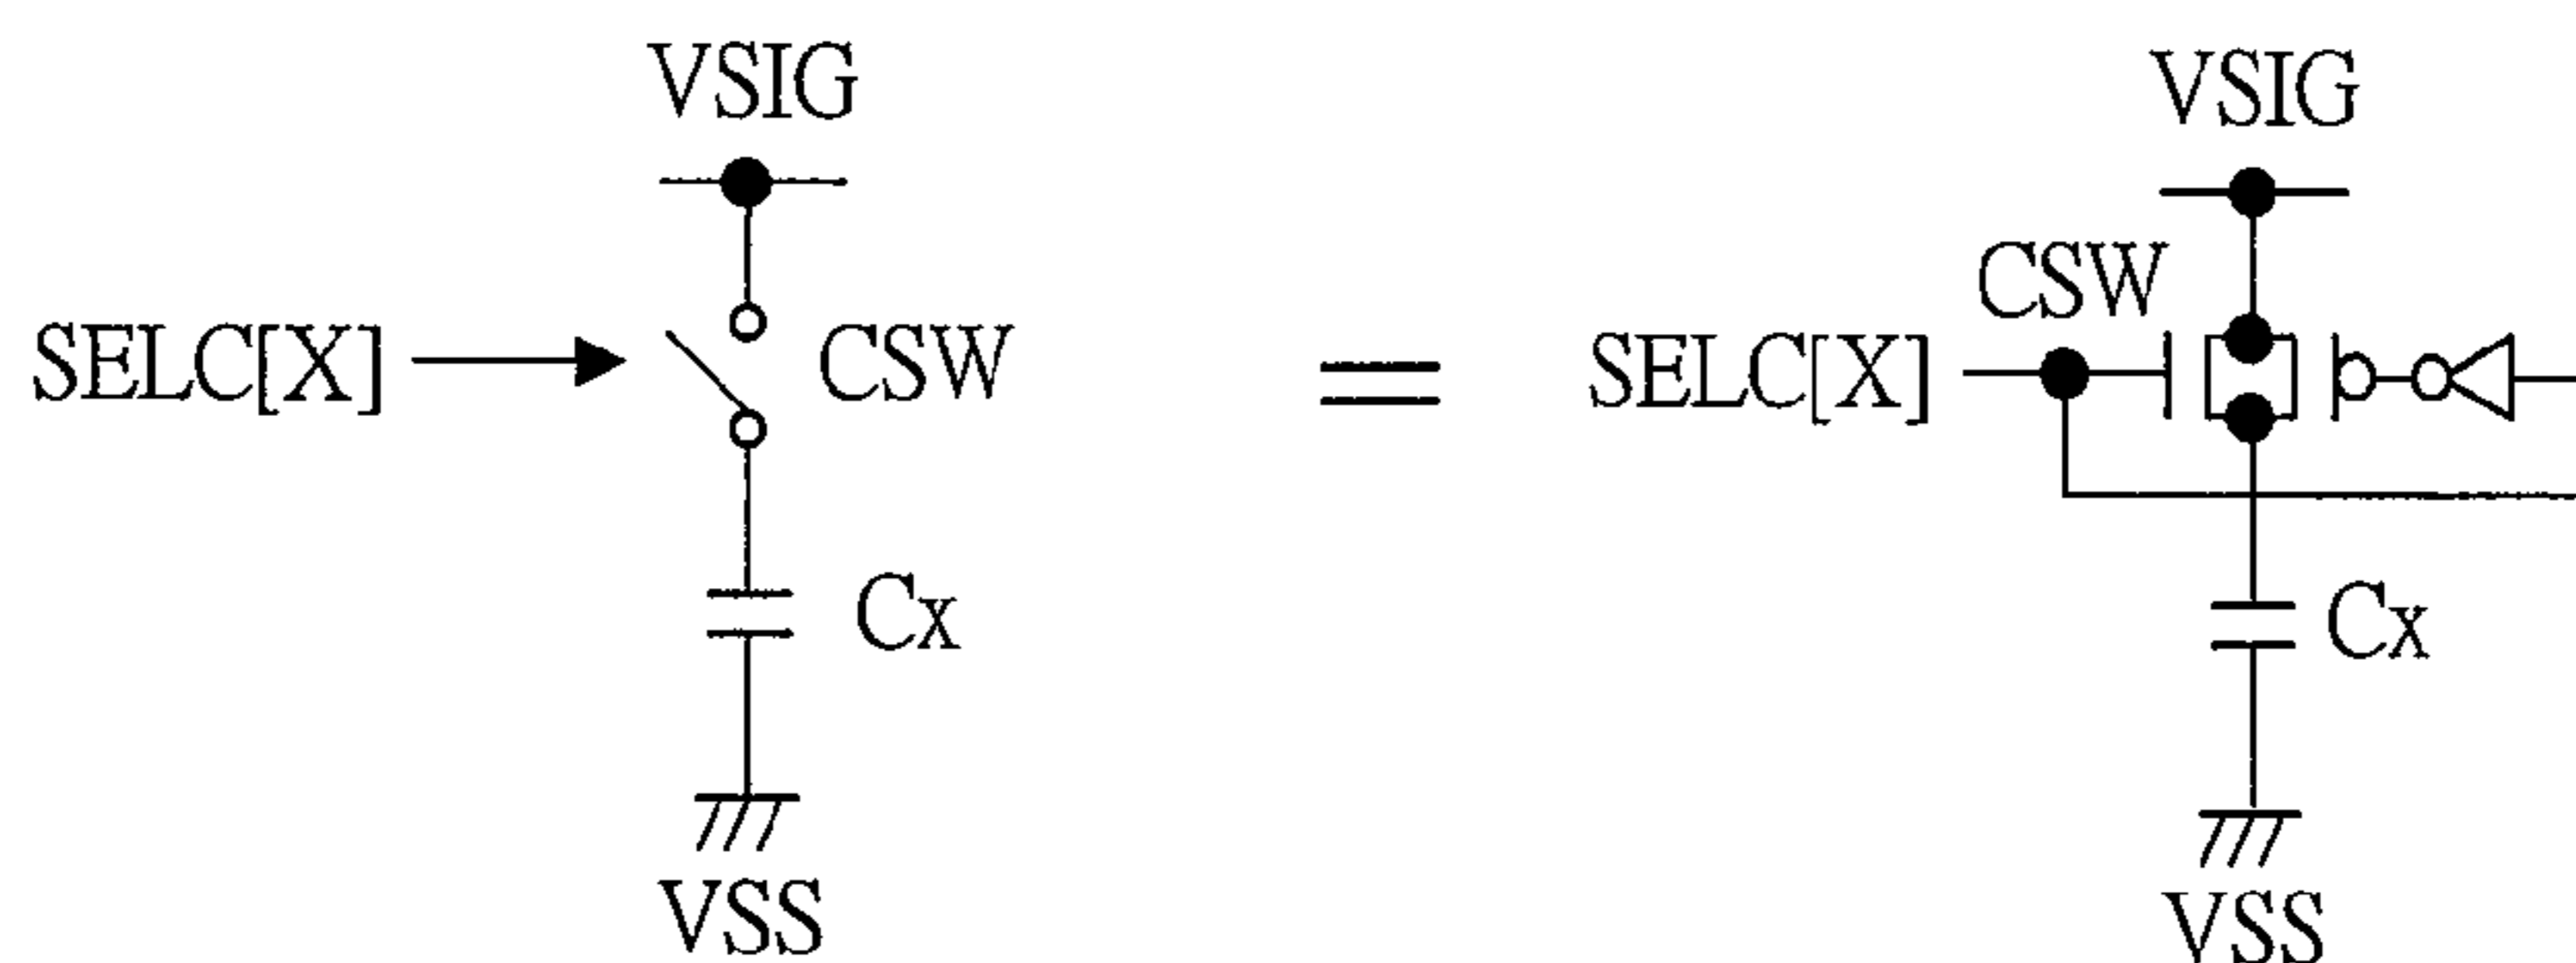 VSIG
SELC[X]
CSW
Cx
VSS
=
VSIG
CSW
SELC[X]
Cx
VSS